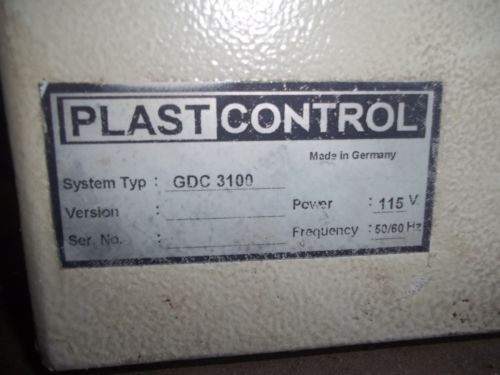 PLAST CONTROL
Made in Germany
System Typ : GDC 3100
Version :
Power : 115 V
Ser. No. :
Frequency : 50/60 Hz